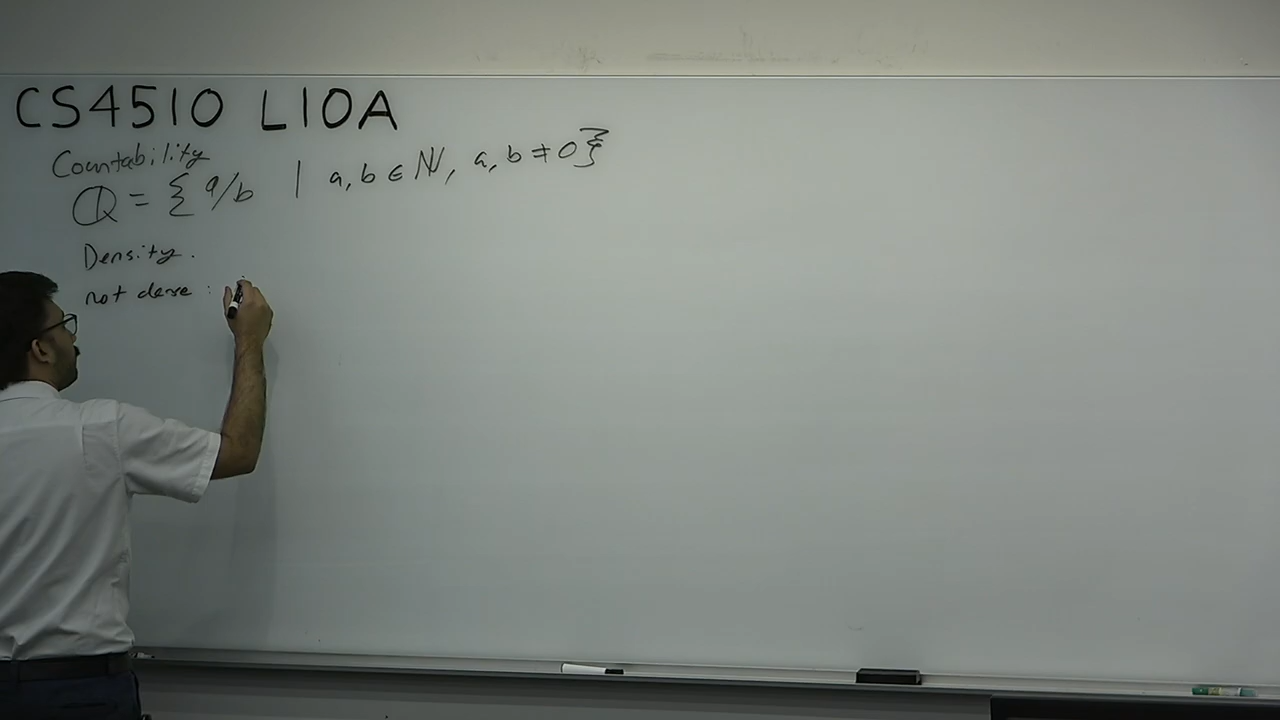 CS4510 L10A
Countability
ℚ = { a/b | a, b ∈ ℕ, a, b ≠ 0 }
Density.
not dense :